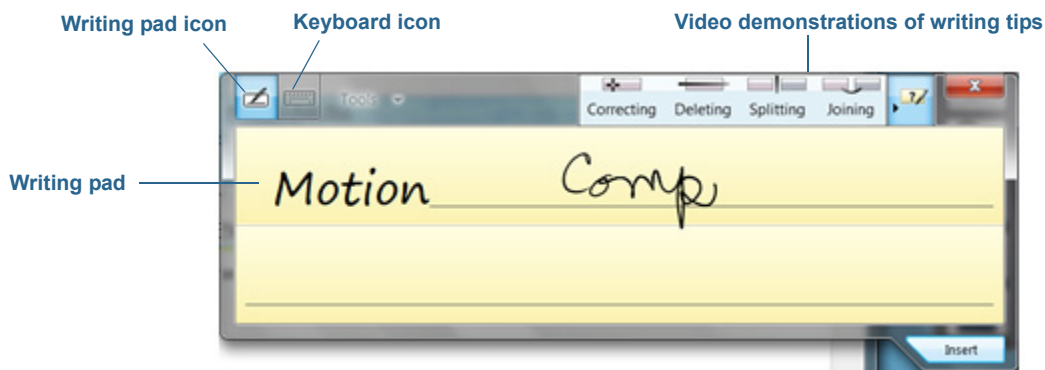 Writing pad icon Keyboard icon Video demonstrations of writing tips
Tools
Correcting Deleting Splitting Joining
Writing pad
Motion Comp
Insert